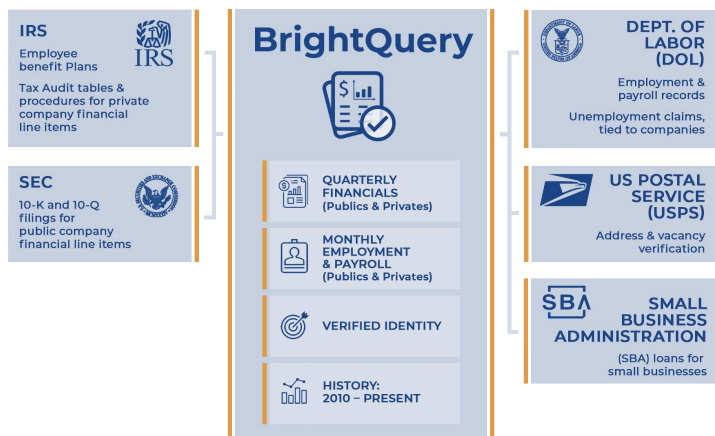 IRS
Employee
benefit Plans
Tax Audit tables &
procedures for private
company financial
line items
IRS
SEC
10-K and 10-Q
filings for
public company
financial line items
BrightQuery
$
$
QUARTERLY
FINANCIALS
(Publics & Privates)
MONTHLY
EMPLOYMENT
& PAYROLL
(Publics & Privates)
VERIFIED IDENTITY
HISTORY:
2010 – PRESENT
DEPT. OF
LABOR
(DOL)
Employment &
payroll records
Unemployment claims,
tied to companies
US POSTAL
SERVICE
(USPS)
Address & vacancy
verification
SBA
SMALL
BUSINESS
ADMINISTRATION
(SBA) loans for
small businesses